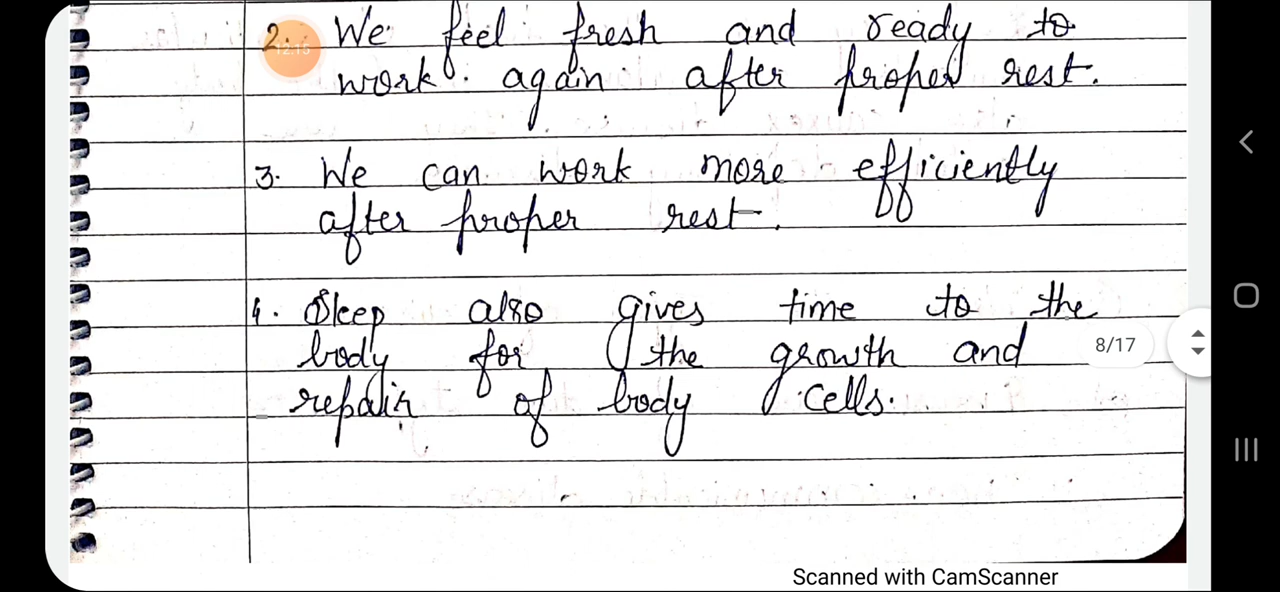 2. We feel fresh and ready to
work. again after proper rest.
3. We can work more efficiently
after proper rest.
4. Sleep also gives time to the
body for the growth and
repair of body cells.
12:15
8/17
Scanned with CamScanner